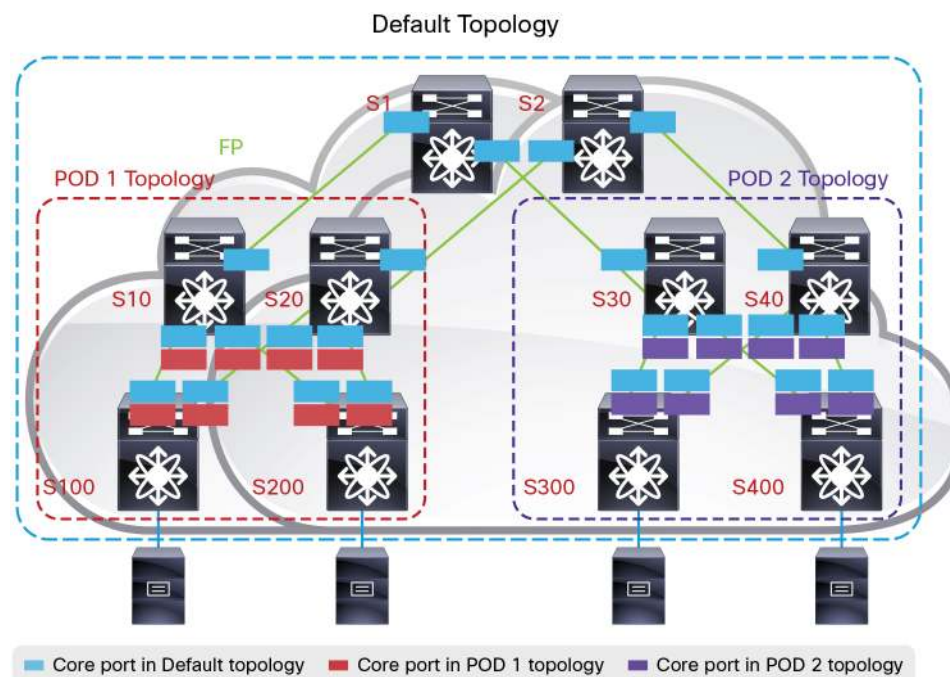 Default Topology
S1
S2
FP
POD 1 Topology
POD 2 Topology
S10
S20
S30
S40
S100
S200
S300
S400
Core port in Default topology
Core port in POD 1 topology
Core port in POD 2 topology